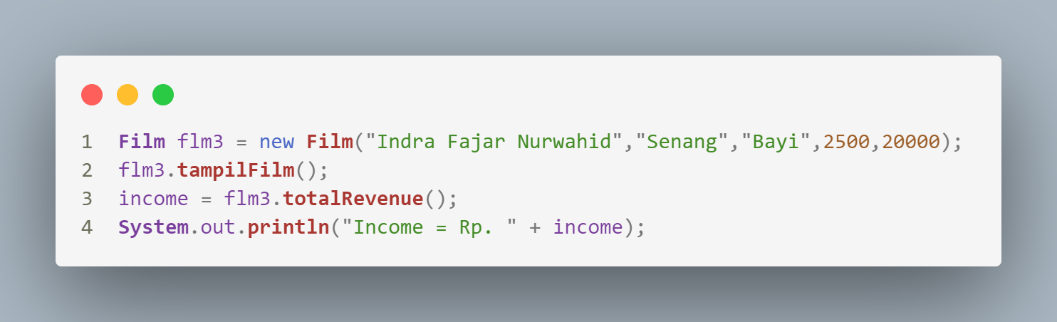 1 Film flm3 = new Film("Indra Fajar Nurwahid","Senang","Bayi",2500,20000);
2 flm3.tampilFilm();
3 income = flm3.totalRevenue();
4 System.out.println("Income = Rp. " + income);